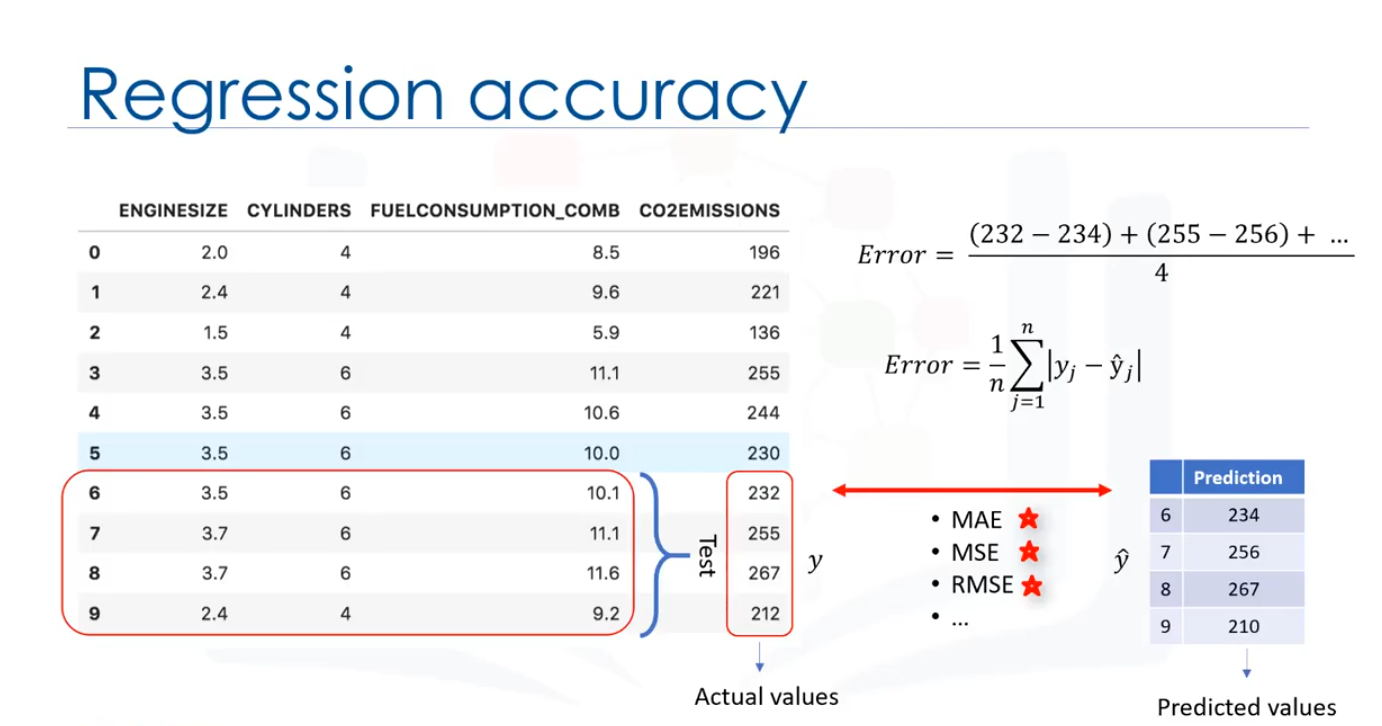 Regression accuracy
ENGINESIZE CYLINDERS FUELCONSUMPTION_COMB CO2EMISSIONS
0 2.0 4 8.5 196
1 2.4 4 9.6 221
2 1.5 4 5.9 136
3 3.5 6 11.1 255
4 3.5 6 10.6 244
5 3.5 6 10.0 230
6 3.5 6 10.1 232
7 3.7 6 11.1 255
8 3.7 6 11.6 267
9 2.4 4 9.2 212
Test
Actual values
y
Error = \frac{(232 − 234) + (255 − 256) + ...}{4}
Error = \frac{1}{n} \sum_{j=1}^{n} |y_j − ŷ_j|
• MAE
• MSE
• RMSE
• ...
ŷ
Prediction
6 234
7 256
8 267
9 210
Predicted values